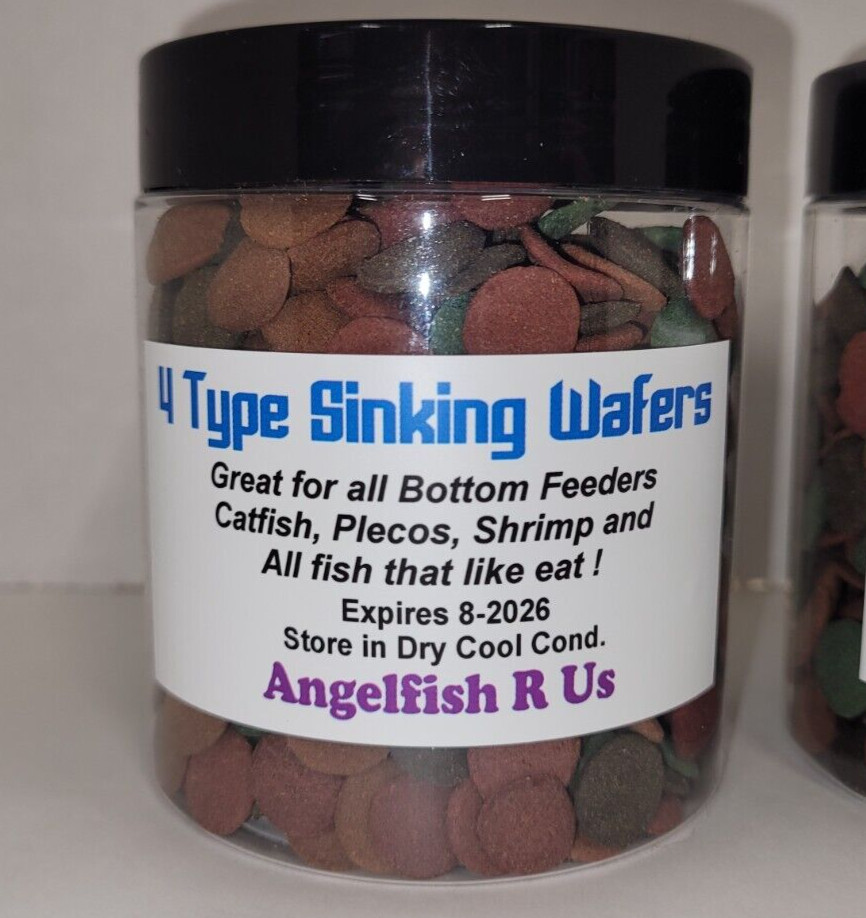 4 Type Sinking Wafers
Great for all Bottom Feeders
Catfish, Plecos, Shrimp and
All fish that like eat !
Expires 8-2026
Store in Dry Cool Cond.
Angelfish R Us